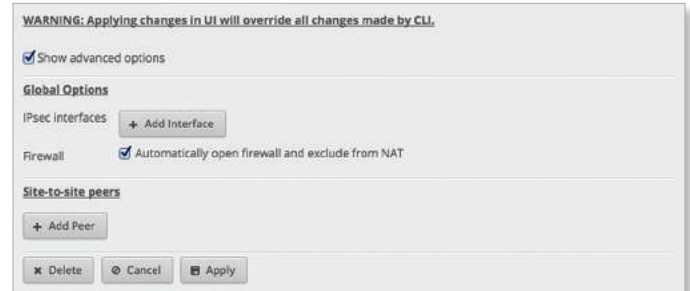 WARNING: Applying changes in UI will override all changes made by CLI.
Show advanced options
Global Options
IPsec interfaces + Add Interface
Firewall Automatically open firewall and exclude from NAT
Site-to-site peers
+ Add Peer
Delete Cancel Apply